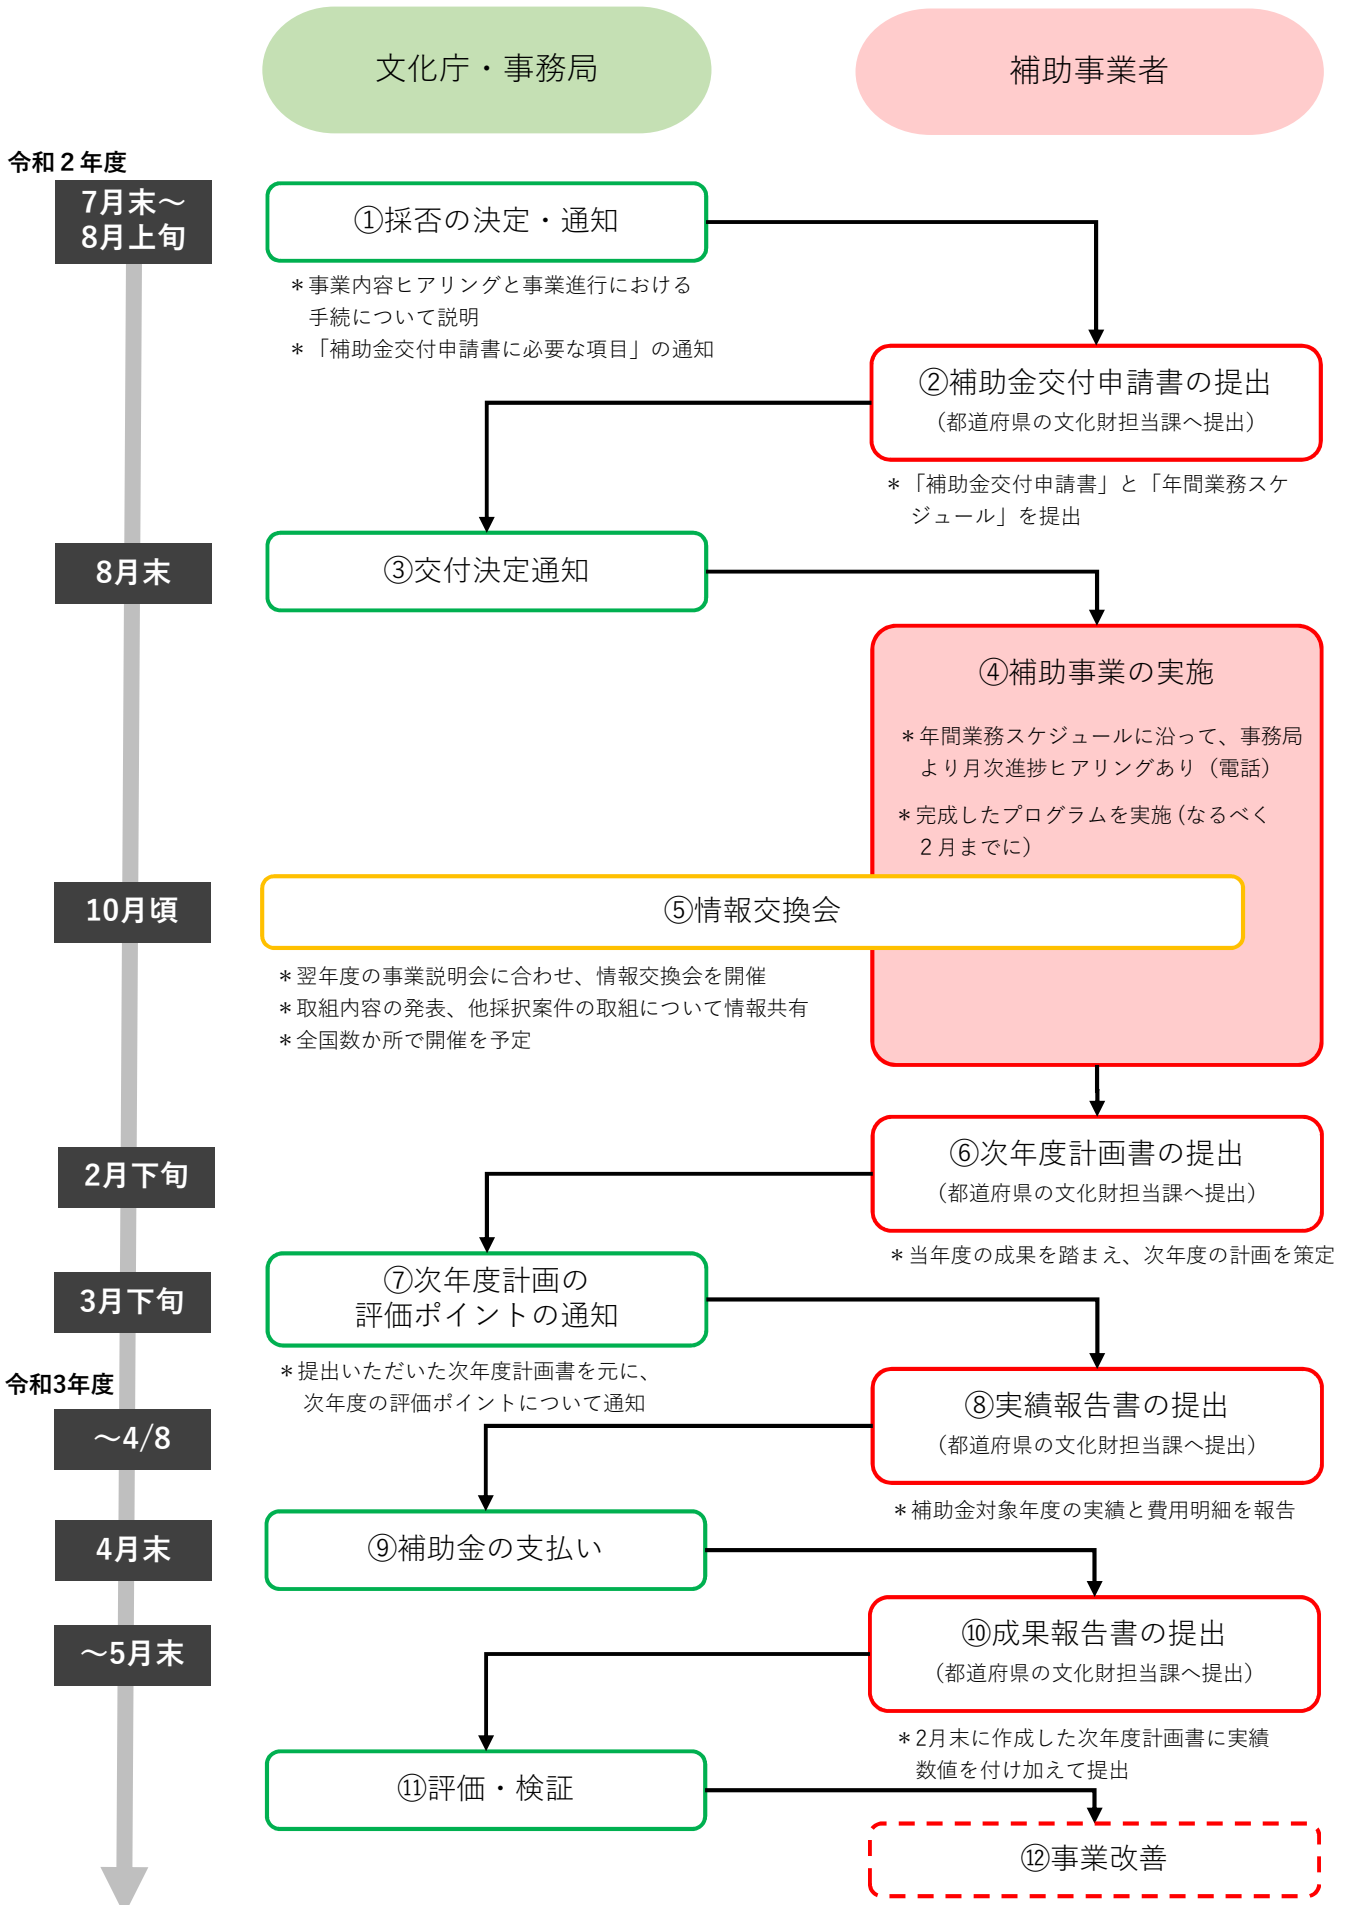 文化庁・事務局
補助事業者
令和２年度
7月末～
8月上旬
①採否の決定・通知
＊事業内容ヒアリングと事業進行における
手続について説明
＊「補助金交付申請書に必要な項目」の通知
②補助金交付申請書の提出
（都道府県の文化財担当課へ提出）
＊「補助金交付申請書」と「年間業務スケ
ジュール」を提出
8月末
③交付決定通知
④補助事業の実施
＊年間業務スケジュールに沿って、事務局
より月次進捗ヒアリングあり（電話）
＊完成したプログラムを実施(なるべく
２月までに）
10月頃
⑤情報交換会
＊翌年度の事業説明会に合わせ、情報交換会を開催
＊取組内容の発表、他採択案件の取組について情報共有
＊全国数か所で開催を予定
2月下旬
⑥次年度計画書の提出
（都道府県の文化財担当課へ提出）
＊当年度の成果を踏まえ、次年度の計画を策定
3月下旬
⑦次年度計画の
評価ポイントの通知
＊提出いただいた次年度計画書を元に、
次年度の評価ポイントについて通知
令和3年度
～4/8
⑧実績報告書の提出
（都道府県の文化財担当課へ提出）
＊補助金対象年度の実績と費用明細を報告
4月末
⑨補助金の支払い
～5月末
⑩成果報告書の提出
（都道府県の文化財担当課へ提出）
＊2月末に作成した次年度計画書に実績
数値を付け加えて提出
⑪評価・検証
⑫事業改善